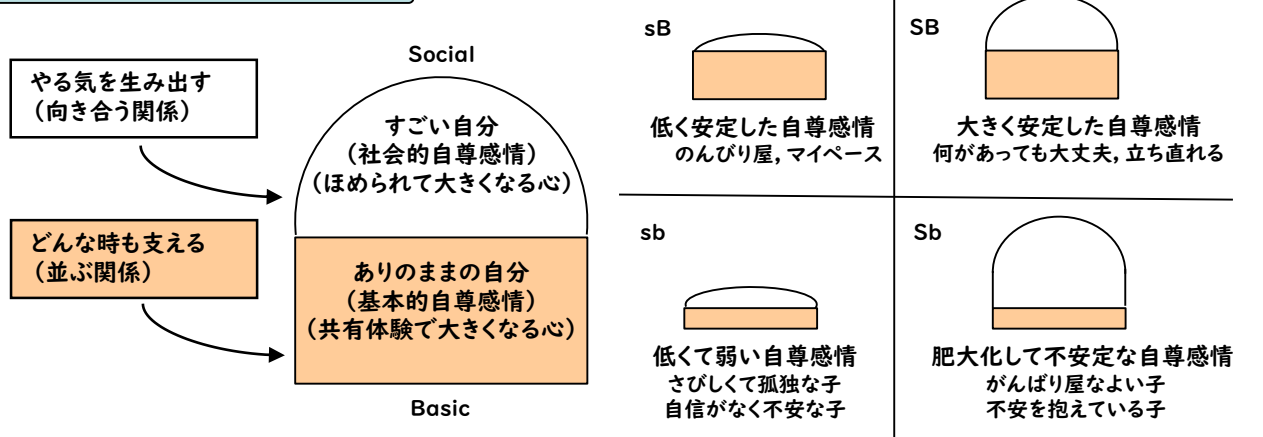 やる気を生み出す
（向き合う関係）
どんな時も支える
（並ぶ関係）
Social
すごい自分
（社会的自尊感情）
（ほめられて大きくなる心）
ありのままの自分
（基本的自尊感情）
（共有体験で大きくなる心）
Basic
sB
低く安定した自尊感情
のんびり屋，マイペース
SB
大きく安定した自尊感情
何があっても大丈夫，立ち直れる
sb
低くて弱い自尊感情
さびしくて孤独な子
自信がなく不安な子
Sb
肥大化して不安定な自尊感情
がんばり屋なよい子
不安を抱えている子